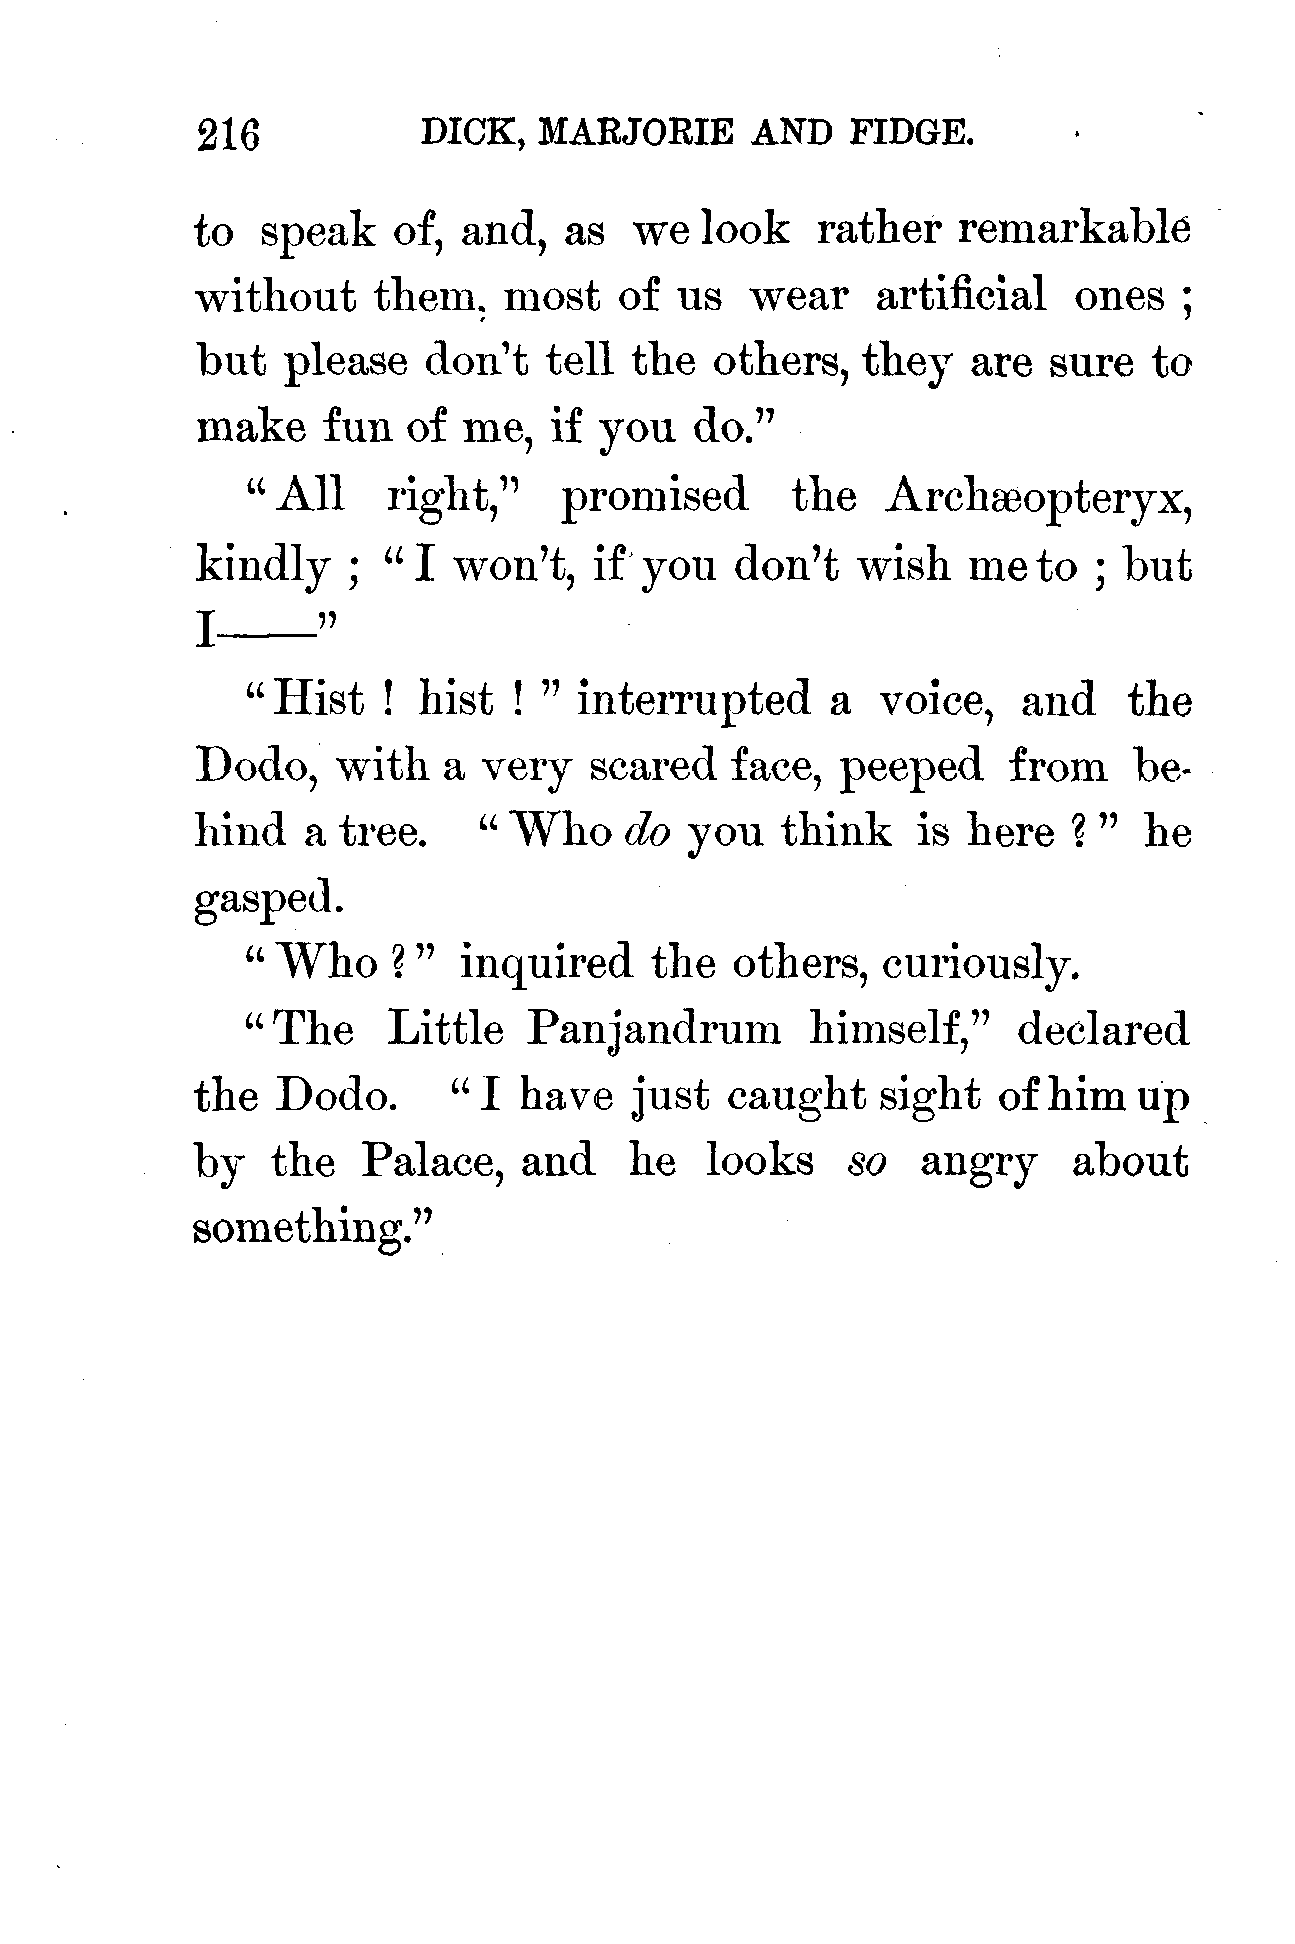 216 DICK, MARJORIE AND FIDGE.
to speak of, and, as we look rather remarkable
without them, most of us wear artificial ones ;
but please don't tell the others, they are sure to
make fun of me, if you do."
" All right," promised the Archæopteryx,
kindly ; " I won't, if you don't wish me to ; but
I——"
" Hist ! hist ! " interrupted a voice, and the
Dodo, with a very scared face, peeped from be-
hind a tree. " Who do you think is here ? " he
gasped.
" Who ? " inquired the others, curiously.
" The Little Panjandrum himself," declared
the Dodo. " I have just caught sight of him up
by the Palace, and he looks so angry about
something."